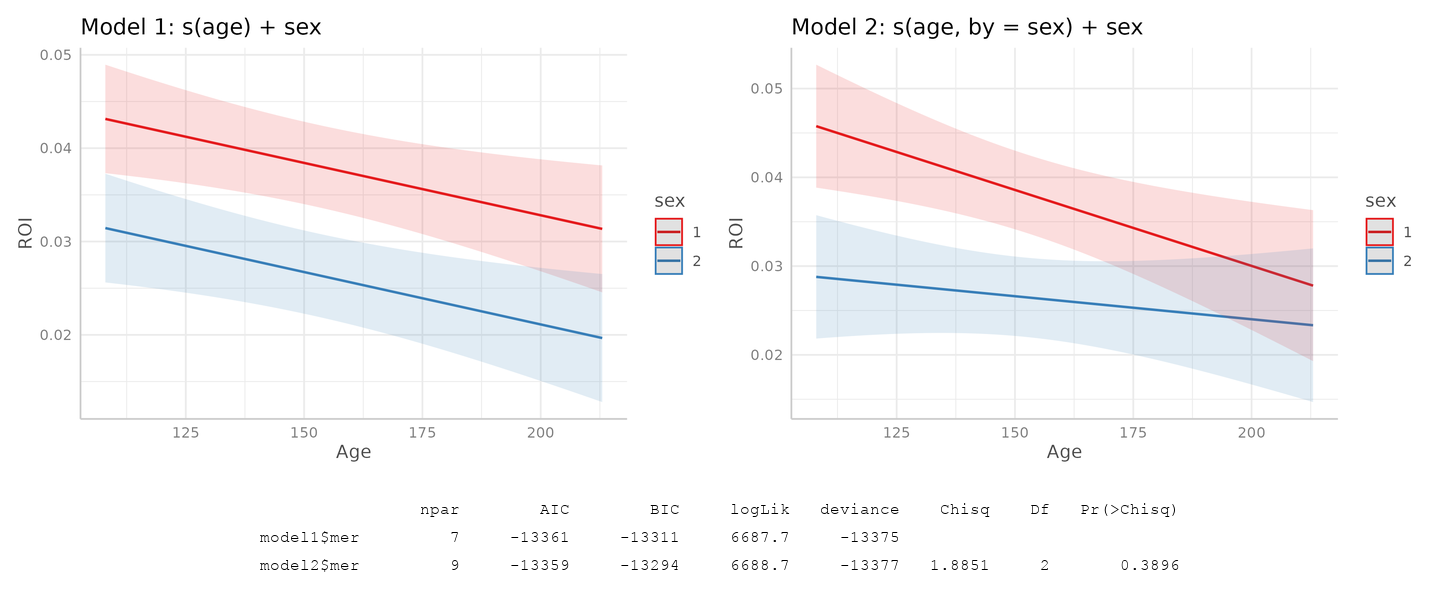 Model 1: s(age) + sex
0.05
0.04
0.03
0.02
ROI
125 150 175 200
Age
sex
1
2
Model 2: s(age, by = sex) + sex
0.05
0.04
0.03
0.02
ROI
125 150 175 200
Age
sex
1
2
npar AIC BIC logLik deviance Chisq Df Pr(>Chisq)
model1$mer 7 -13361 -13311 6687.7 -13375
model2$mer 9 -13359 -13294 6688.7 -13377 1.8851 2 0.3896